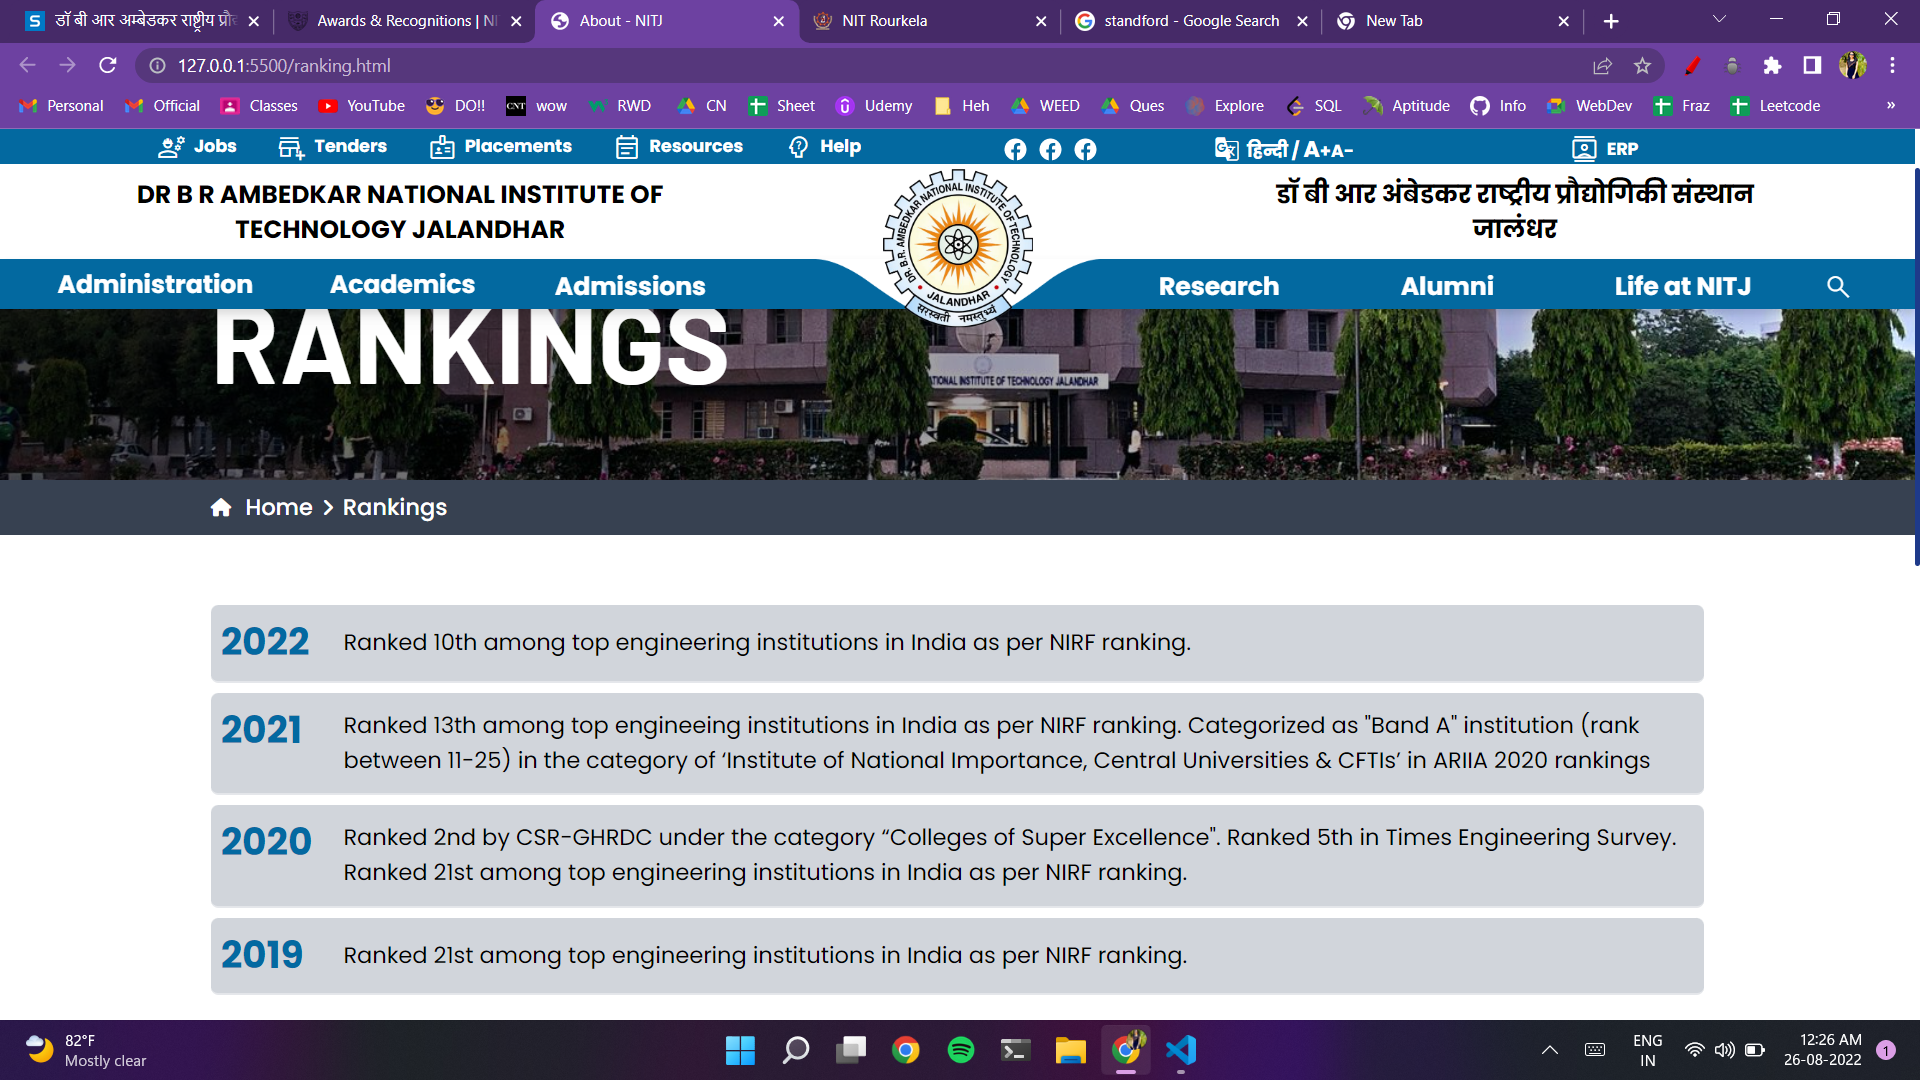 डॉ बी आर अम्बेडकर राष्ट्रीय प्रौ
Awards & Recognitions | NI
About - NITJ
NIT Rourkela
standford - Google Search
New Tab
127.0.0.1:5500/ranking.html
Personal
Official
Classes
YouTube
DO!!
CNT
wow
RWD
CN
Sheet
Udemy
Heh
WEED
Ques
Explore
SQL
Aptitude
Info
WebDev
Fraz
Leetcode
»
Jobs
Tenders
Placements
Resources
Help
हिन्दी / A+A-
ERP
DR B R AMBEDKAR NATIONAL INSTITUTE OF
TECHNOLOGY JALANDHAR
DR. B.R. AMBEDKAR NATIONAL INSTITUTE OF TECHNOLOGY
JALANDHAR
सरस्वती नमस्तुभ्यं
डॉ बी आर अंबेडकर राष्ट्रीय प्रौद्योगिकी संस्थान
जालंधर
Administration
Academics
Admissions
Research
Alumni
Life at NITJ
RANKINGS
TIONAL INSTITUTE OF TECHNOLOGY JALANDHAR
Home > Rankings
2022
Ranked 10th among top engineering institutions in India as per NIRF ranking.
2021
Ranked 13th among top engineeing institutions in India as per NIRF ranking. Categorized as "Band A" institution (rank
between 11-25) in the category of ‘Institute of National Importance, Central Universities & CFTIs’ in ARIIA 2020 rankings
2020
Ranked 2nd by CSR-GHRDC under the category “Colleges of Super Excellence". Ranked 5th in Times Engineering Survey.
Ranked 21st among top engineering institutions in India as per NIRF ranking.
2019
Ranked 21st among top engineering institutions in India as per NIRF ranking.
82°F
Mostly clear
ENG
IN
12:26 AM
26-08-2022
1